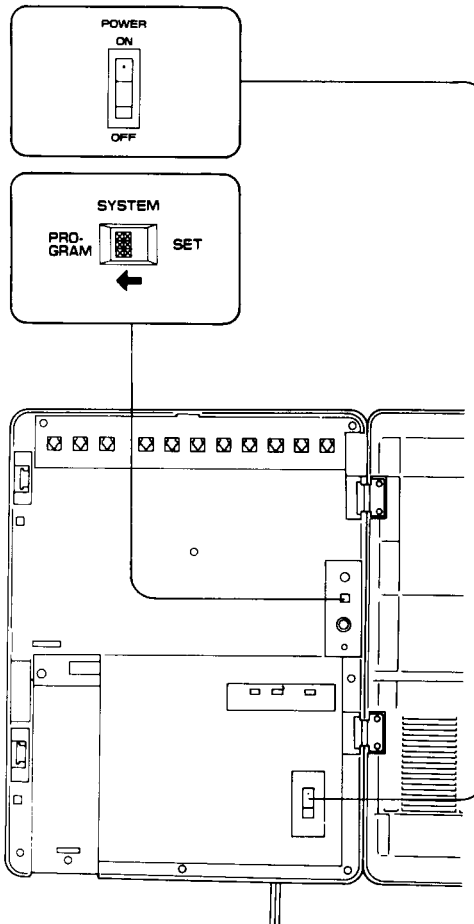 POWER
ON
OFF
SYSTEM
PRO-
GRAM
SET